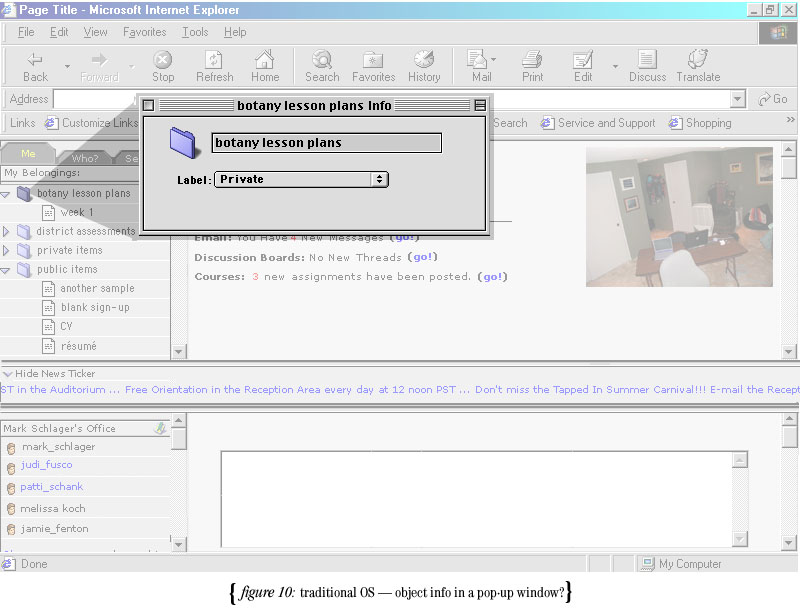 Page Title - Microsoft Internet Explorer
File Edit View Favorites Tools Help
Back Forward Stop Refresh Home Search Favorites History Mail Print Edit Discuss Translate
Address Go
Links Customize Links Search Service and Support Shopping »
botany lesson plans Info
botany lesson plans
Label: Private
Me Who? Se
My Belongings:
botany lesson plans
week 1
district assessments
private items
public items
another sample
blank sign-up
CV
résumé
Email: You Have 4 New Messages (go!)
Discussion Boards: No New Threads (go!)
Courses: 3 new assignments have been posted. (go!)
Hide News Ticker
ST in the Auditorium ... Free Orientation in the Reception Area every day at 12 noon PST ... Don't miss the Tapped In Summer Carnival!!! E-mail the Recept
Mark Schlager's Office
mark_schlager
judi_fusco
patti_schank
melissa koch
jamie_fenton
Done My Computer
{ figure 10: traditional OS — object info in a pop-up window? }